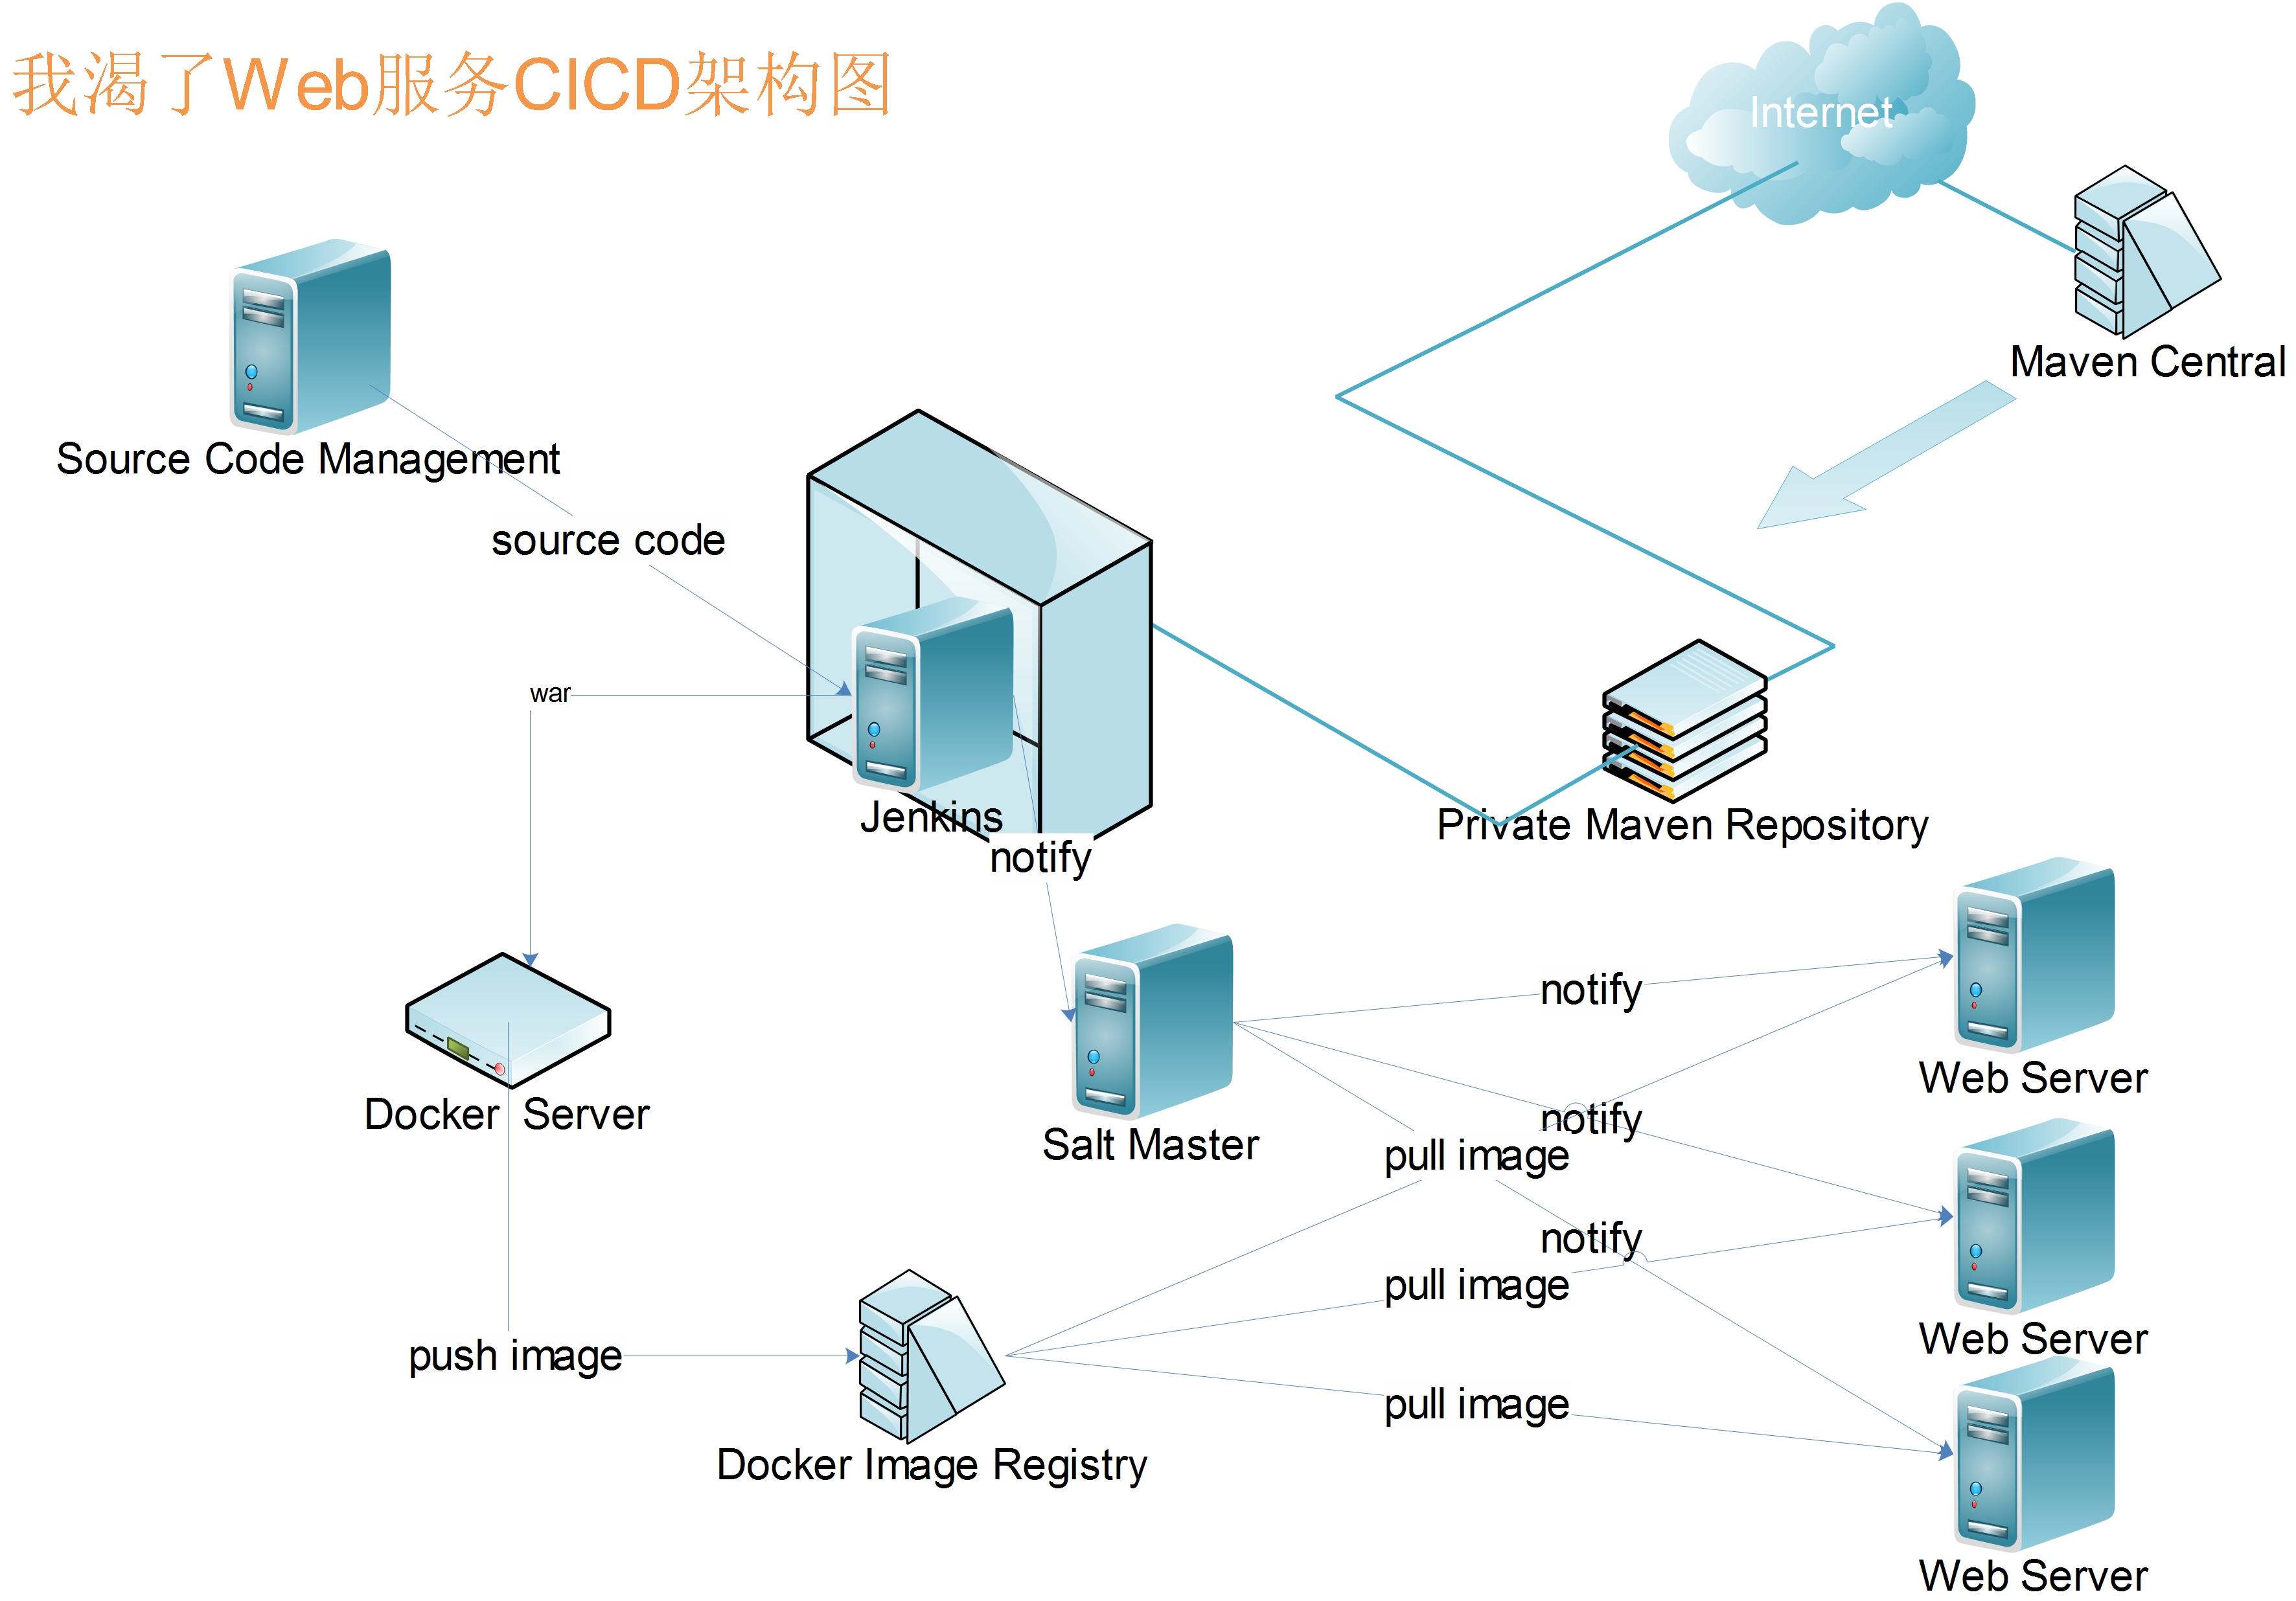 我渴了Web服务CICD架构图
Internet
Maven Central
Source Code Management
source code
war
Jenkins
notify
Private Maven Repository
notify
Web Server
Docker  Server
Salt Master
notify
pull image
notify
pull image
Web Server
push image
pull image
Docker Image Registry
Web Server